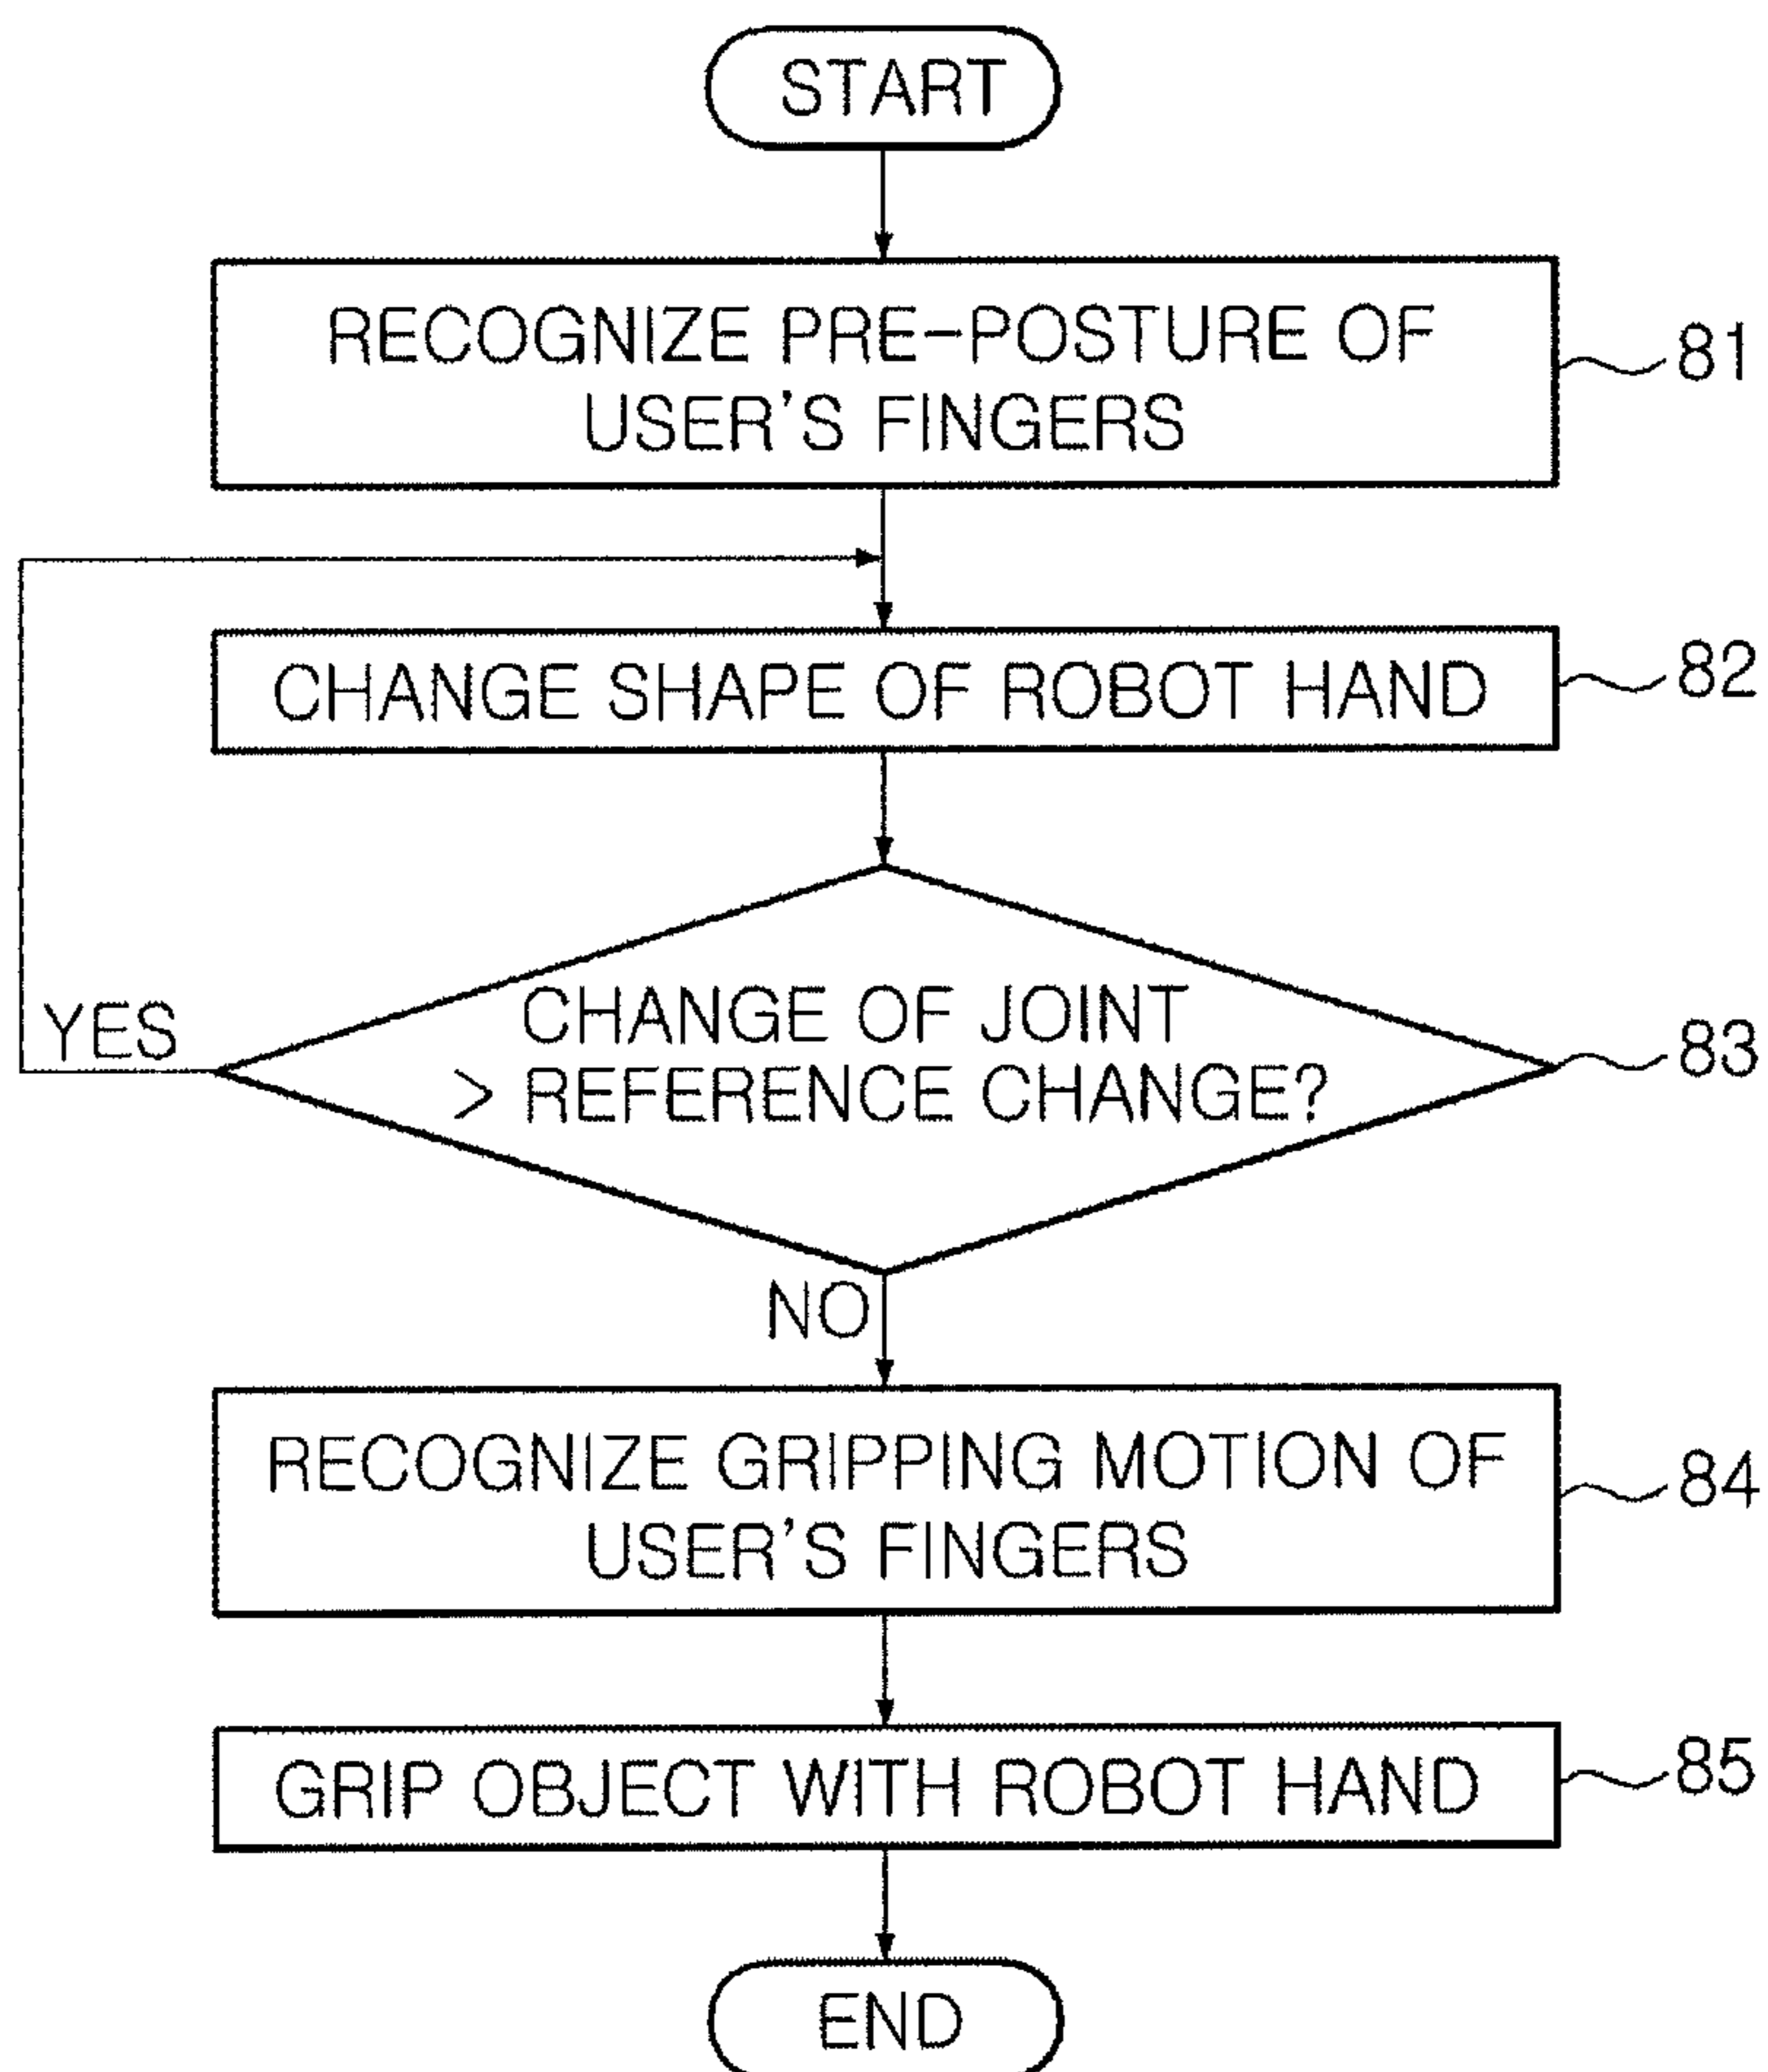 START
RECOGNIZE PRE-POSTURE OF
USER'S FINGERS
81
CHANGE SHAPE OF ROBOT HAND
82
CHANGE OF JOINT
> REFERENCE CHANGE?
83
YES
NO
RECOGNIZE GRIPPING MOTION OF
USER'S FINGERS
84
GRIP OBJECT WITH ROBOT HAND
85
END